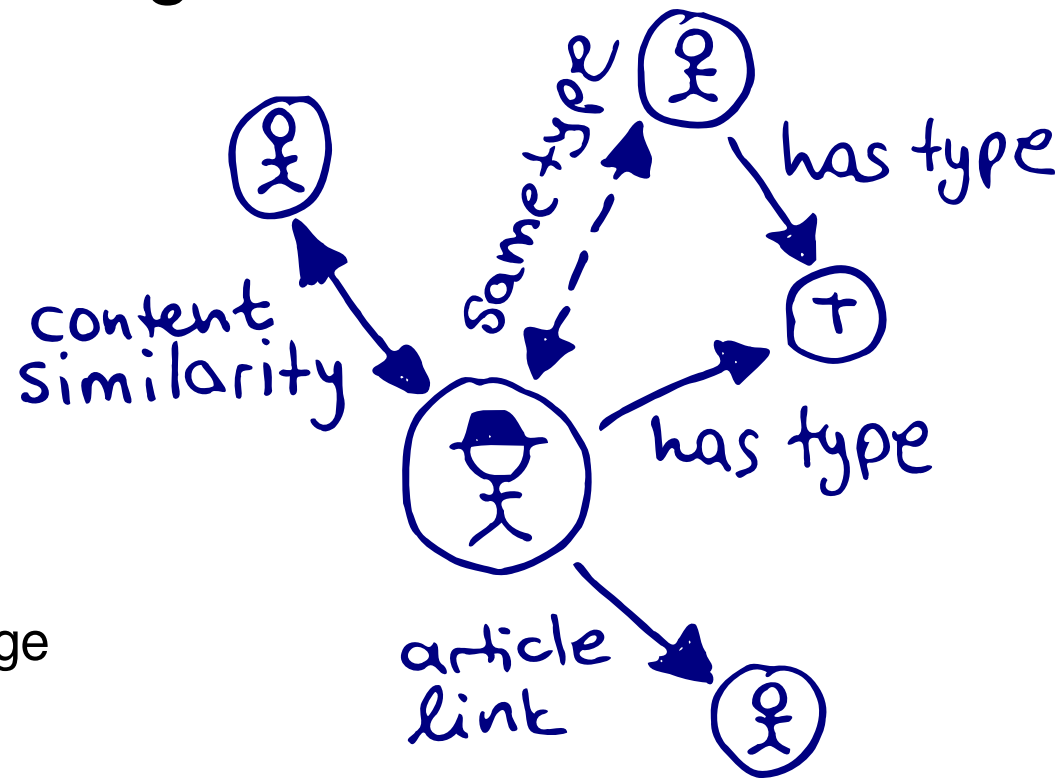 same type
has type
content
similarity
T
has type
ge
article
link